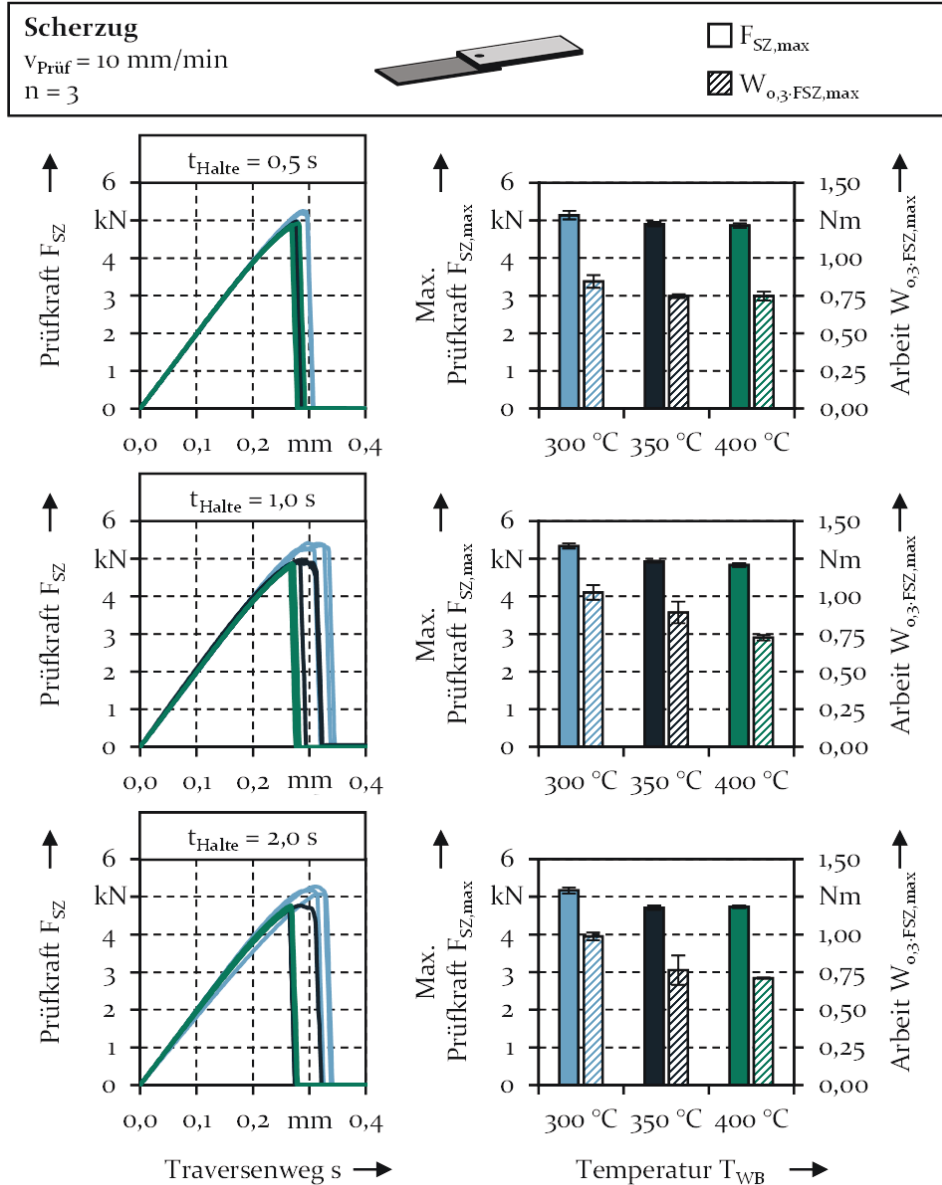 Scherzug
vPrüf = 10 mm/min
n = 3
FSZ,max
W0,3·FSZ,max
tHalte = 0,5 s
Prüfkraft FSZ
6
kN
4
3
2
1
0
0,0 0,1 0,2 mm 0,4
Max.
Prüfkraft FSZ,max
6
kN
4
3
2
1
0
1,50
Nm
1,00
0,75
0,50
0,25
0,00
Arbeit W0,3·FSZ,max
300 °C 350 °C 400 °C
tHalte = 1,0 s
Prüfkraft FSZ
6
kN
4
3
2
1
0
0,0 0,1 0,2 mm 0,4
Max.
Prüfkraft FSZ,max
6
kN
4
3
2
1
0
1,50
Nm
1,00
0,75
0,50
0,25
0,00
Arbeit W0,3·FSZ,max
300 °C 350 °C 400 °C
tHalte = 2,0 s
Prüfkraft FSZ
6
kN
4
3
2
1
0
0,0 0,1 0,2 mm 0,4
Traversenweg s
Max.
Prüfkraft FSZ,max
6
kN
4
3
2
1
0
1,50
Nm
1,00
0,75
0,50
0,25
0,00
Arbeit W0,3·FSZ,max
300 °C 350 °C 400 °C
Temperatur TWB